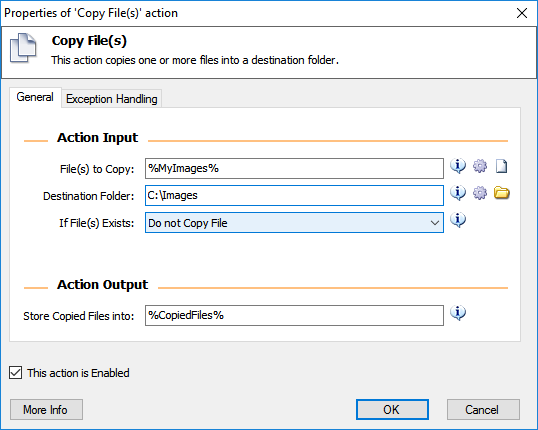 Properties of 'Copy File(s)' action
Copy File(s)
This action copies one or more files into a destination folder.
General Exception Handling
Action Input
File(s) to Copy: %MyImages%
Destination Folder: C:\Images
If File(s) Exists: Do not Copy File
Action Output
Store Copied Files into: %CopiedFiles%
This action is Enabled
More Info OK Cancel